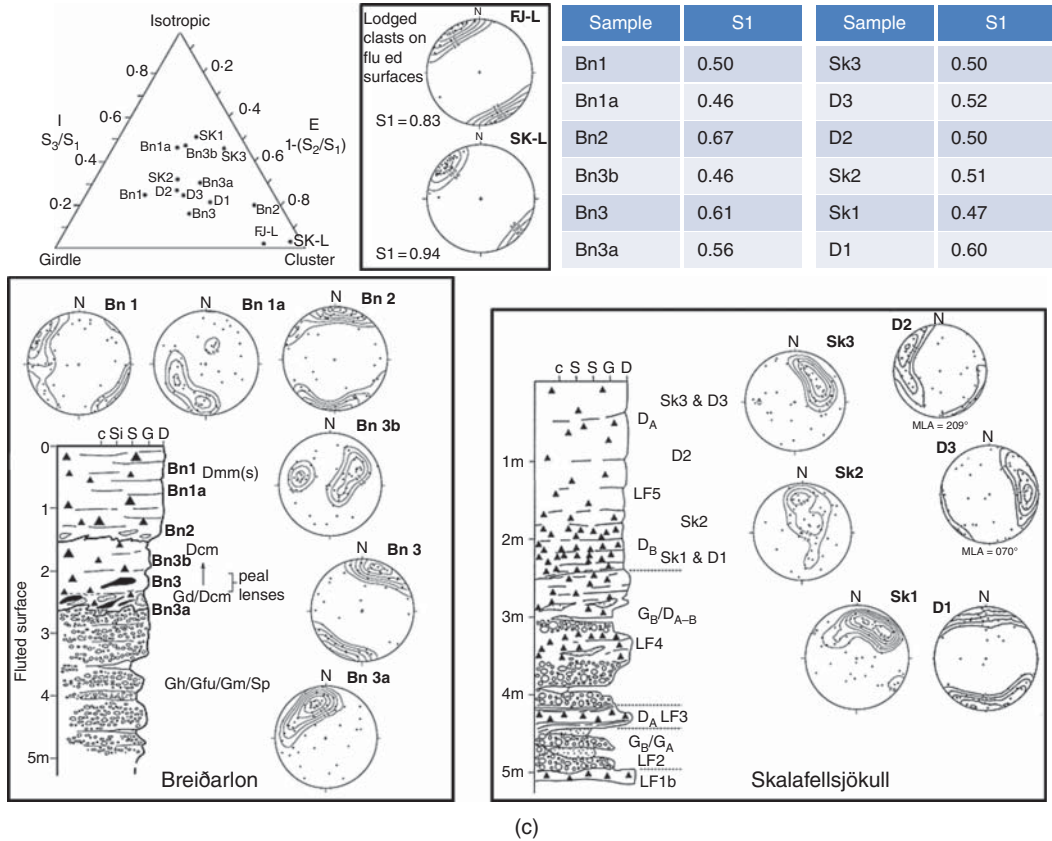 Isotropic
0·8
0·2
0·6
0·4
I
S3/S1
E
1-(S2/S1)
0·4
0·6
0·2
0·8
SK1
Bn1a
Bn3b
SK3
SK2
Bn3a
Bn1
D2
D3
D1
Bn3
Bn2
FJ-L
SK-L
Girdle
Cluster
Lodged
clasts on
flu ed
surfaces
N
FJ-L
S1 = 0.83
N
SK-L
S1 = 0.94
Sample S1 Sample S1
Bn1 0.50 Sk3 0.50
Bn1a 0.46 D3 0.52
Bn2 0.67 D2 0.50
Bn3b 0.46 Sk2 0.51
Bn3 0.61 Sk1 0.47
Bn3a 0.56 D1 0.60
N Bn 1
N Bn 1a
N Bn 2
N Bn 3b
N
Bn 3
N
Bn 3a
c Si S G D
0
1
2
3
4
5m
Fluted surface
Bn1
Dmm(s)
Bn1a
Bn2
Dcm
Bn3b
Bn3
Gd/Dcm
peal
lenses
Bn3a
Gh/Gfu/Gm/Sp
Breiðarlon
c S S G D
1m
2m
3m
4m
5m
Sk3 & D3
DA
D2
LF5
Sk2
DB
Sk1 & D1
GB/DA–B
LF4
DA LF3
GB/GA
LF2
LF1b
N
Sk3
D2
N
MLA = 209°
D3
N
MLA = 070°
N
Sk2
N
Sk1
D1
N
Skalafellsjökull
(c)